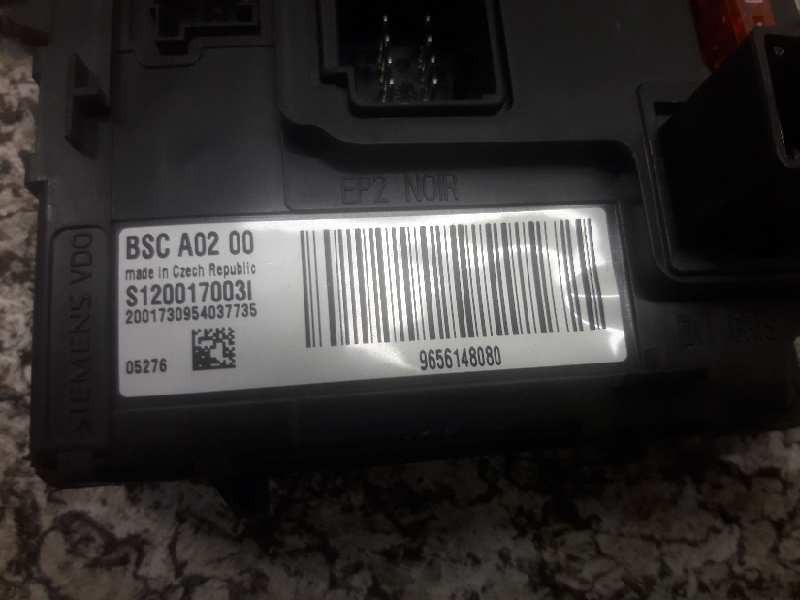 EP2 NOIR
SIEMENS VDO
BSC A02 00
made in Czech Republic
S120017003I
2001730954037735
05276
9656148080